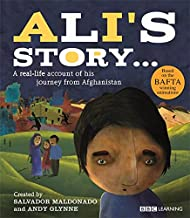 ALI'S
STORY...
A real-life account of his
journey from Afghanistan
Based
on the
BAFTA
winning
animations
Created by
SALVADOR MALDONADO
and ANDY GLYNNE
BBC LEARNING